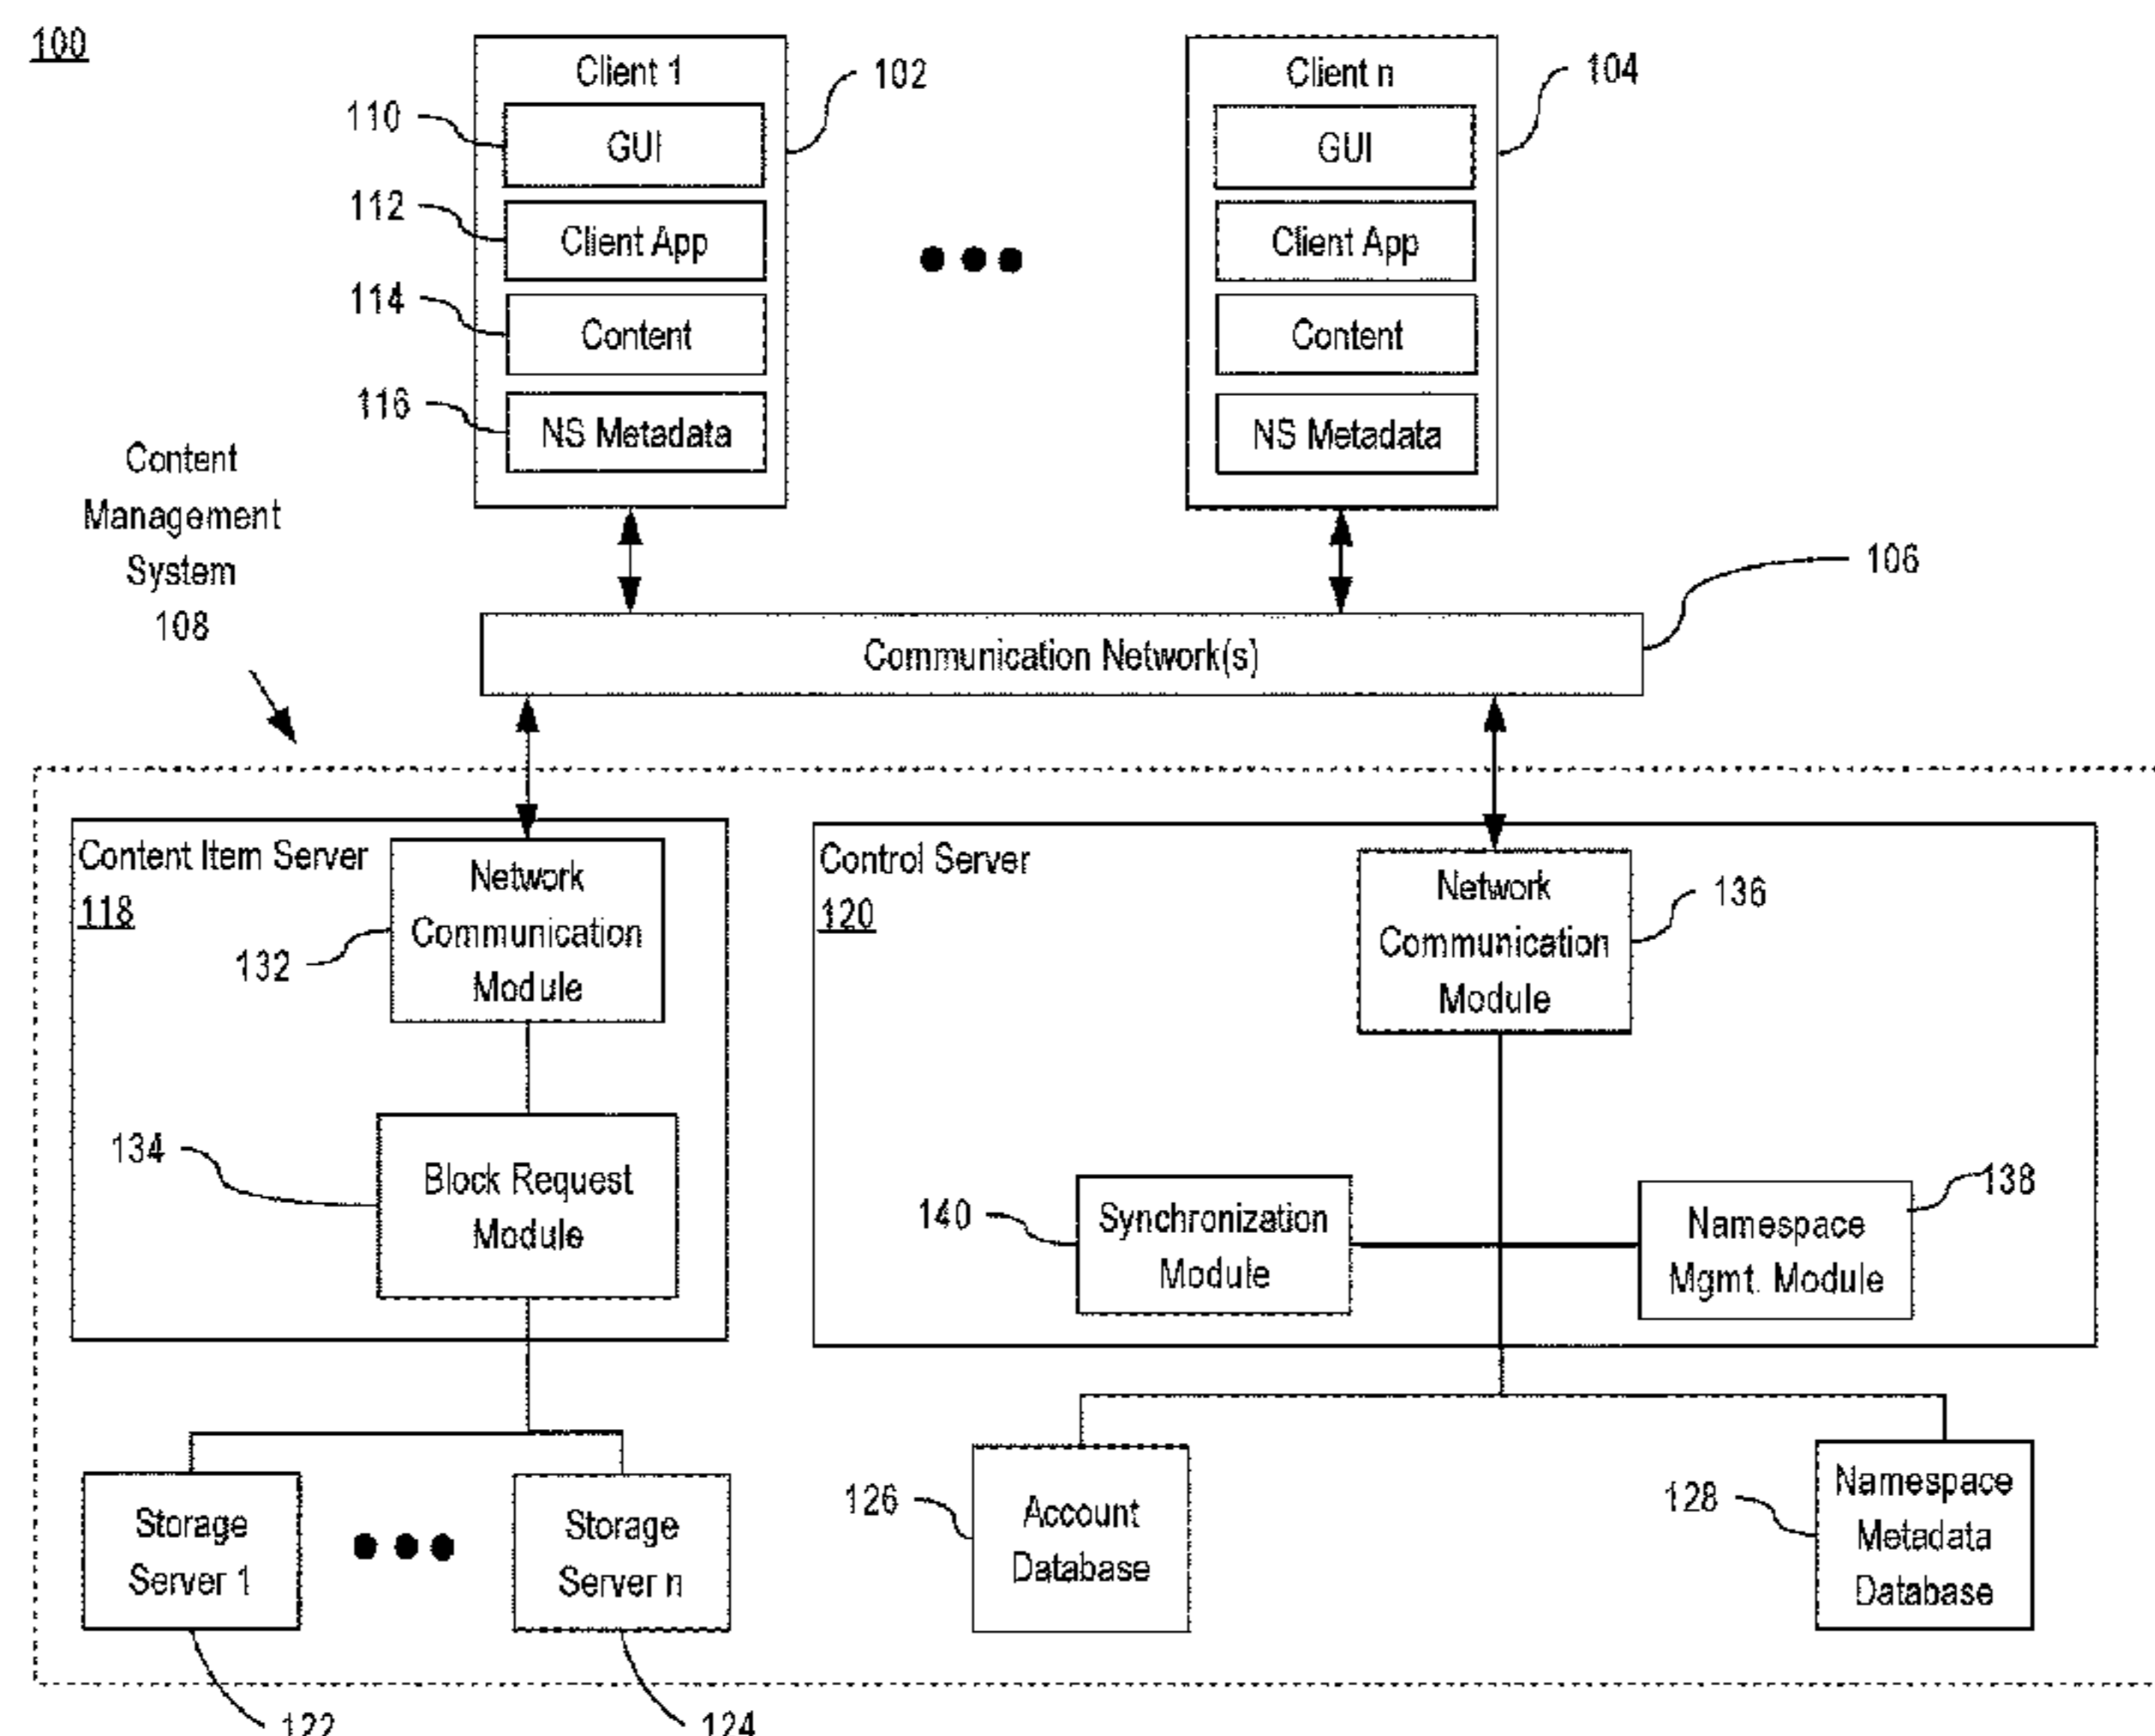 100
Client 1
102
110
GUI
112
Client App
114
Content
116
NS Metadata
Client n
104
GUI
Client App
Content
NS Metadata
Content
Management
System
108
106
Communication Network(s)
Content Item Server
118
Network
Communication
Module
132
134
Block Request
Module
Control Server
120
Network
Communication
Module
136
140
Synchronization
Module
138
Namespace
Mgmt. Module
Storage
Server 1
Storage
Server n
126
Account
Database
128
Namespace
Metadata
Database
122
124